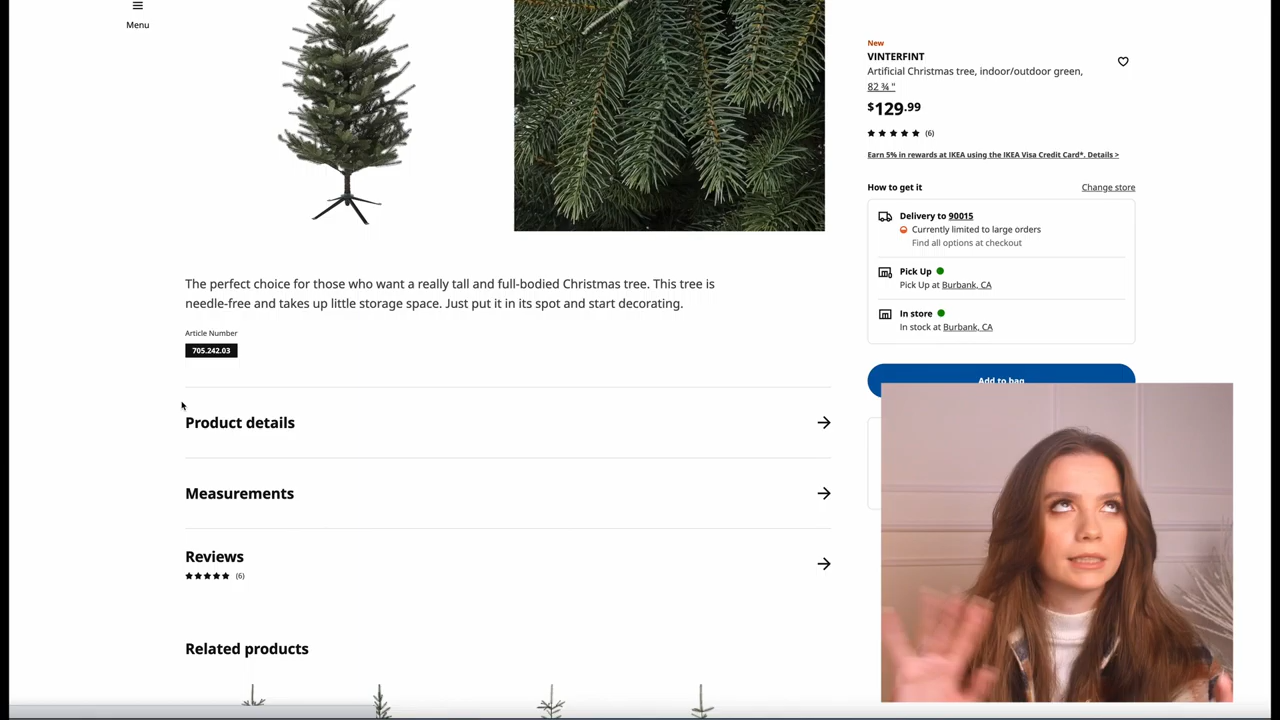 Menu
New
VINTERFINT
Artificial Christmas tree, indoor/outdoor green,
82 ¾ "
$129.99
(6)
Earn 5% in rewards at IKEA using the IKEA Visa Credit Card*. Details >
How to get it
Change store
Delivery to 90015
Currently limited to large orders
Find all options at checkout
Pick Up
Pick Up at Burbank, CA
In store
In stock at Burbank, CA
Add to bag
The perfect choice for those who want a really tall and full-bodied Christmas tree. This tree is
needle-free and takes up little storage space. Just put it in its spot and start decorating.
Article Number
705.242.03
Product details
Measurements
Reviews
(6)
Related products